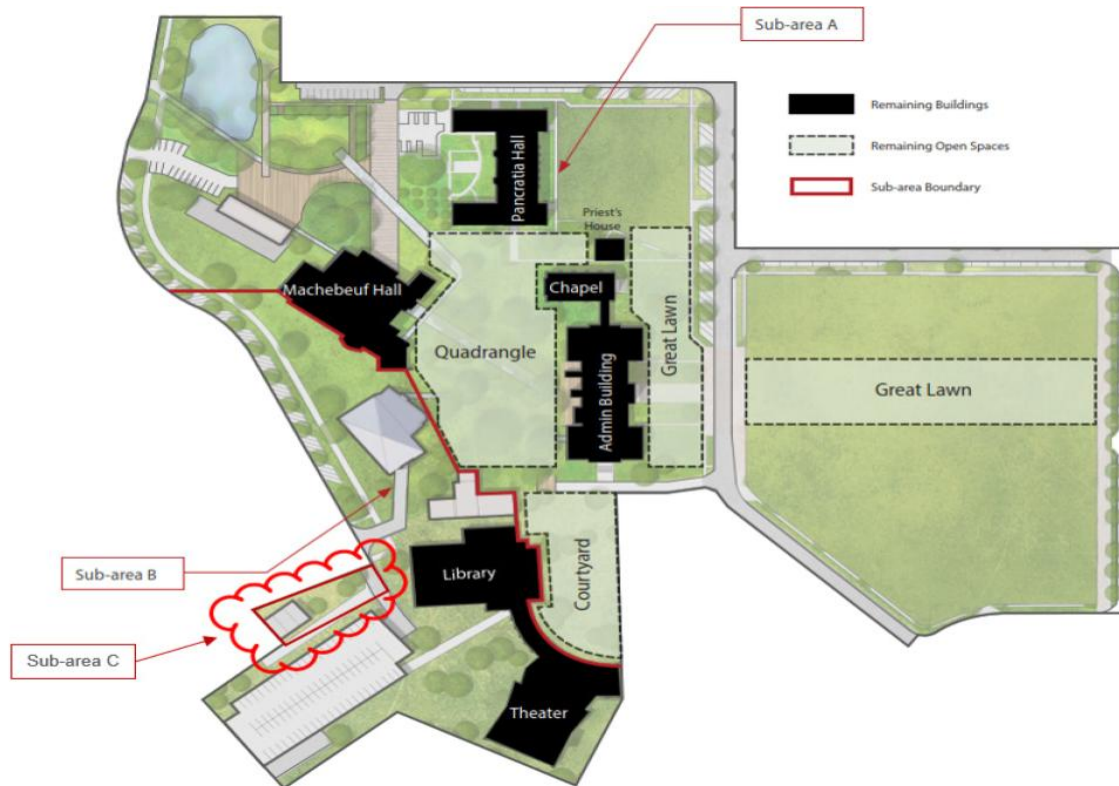 Sub-area A
Remaining Buildings
Remaining Open Spaces
Sub-area Boundary
Pancratia Hall
Priest's
House
Machebeuf Hall
Chapel
Quadrangle
Great Lawn
Admin Building
Great Lawn
Sub-area B
Library
Courtyard
Sub-area C
Theater